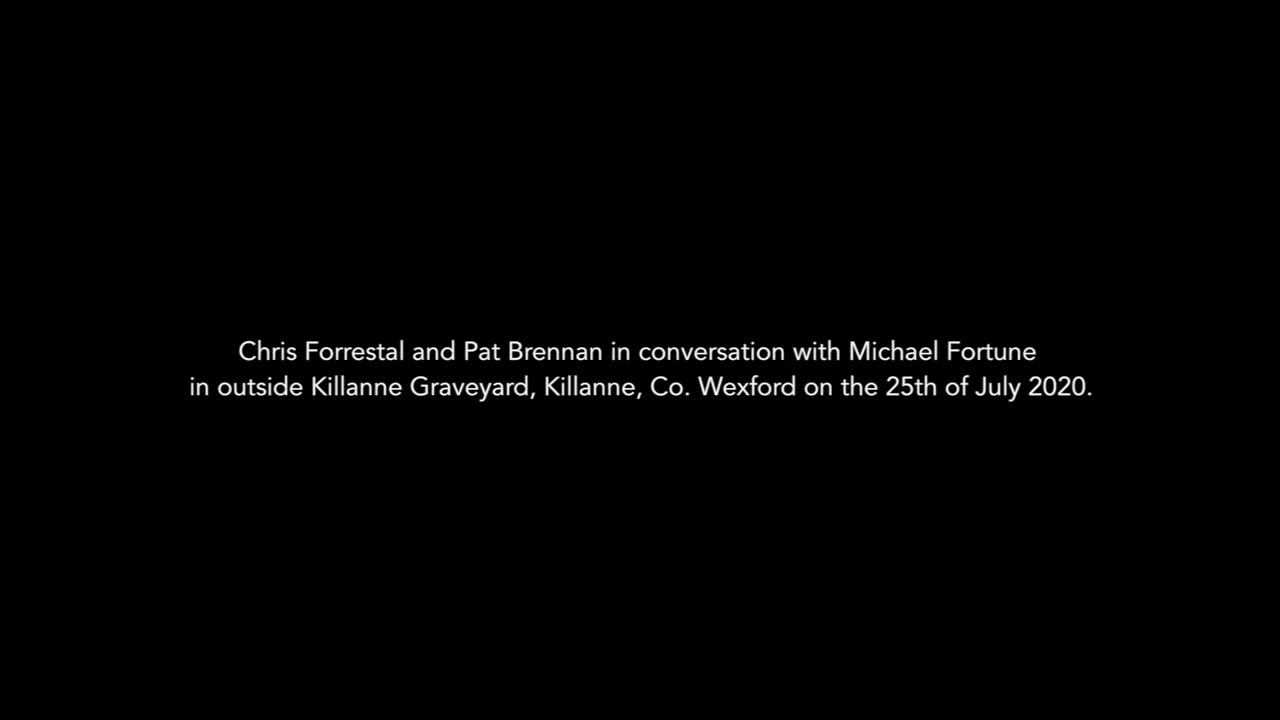 Chris Forrestal and Pat Brennan in conversation with Michael Fortune
in outside Killanne Graveyard, Killanne, Co. Wexford on the 25th of July 2020.